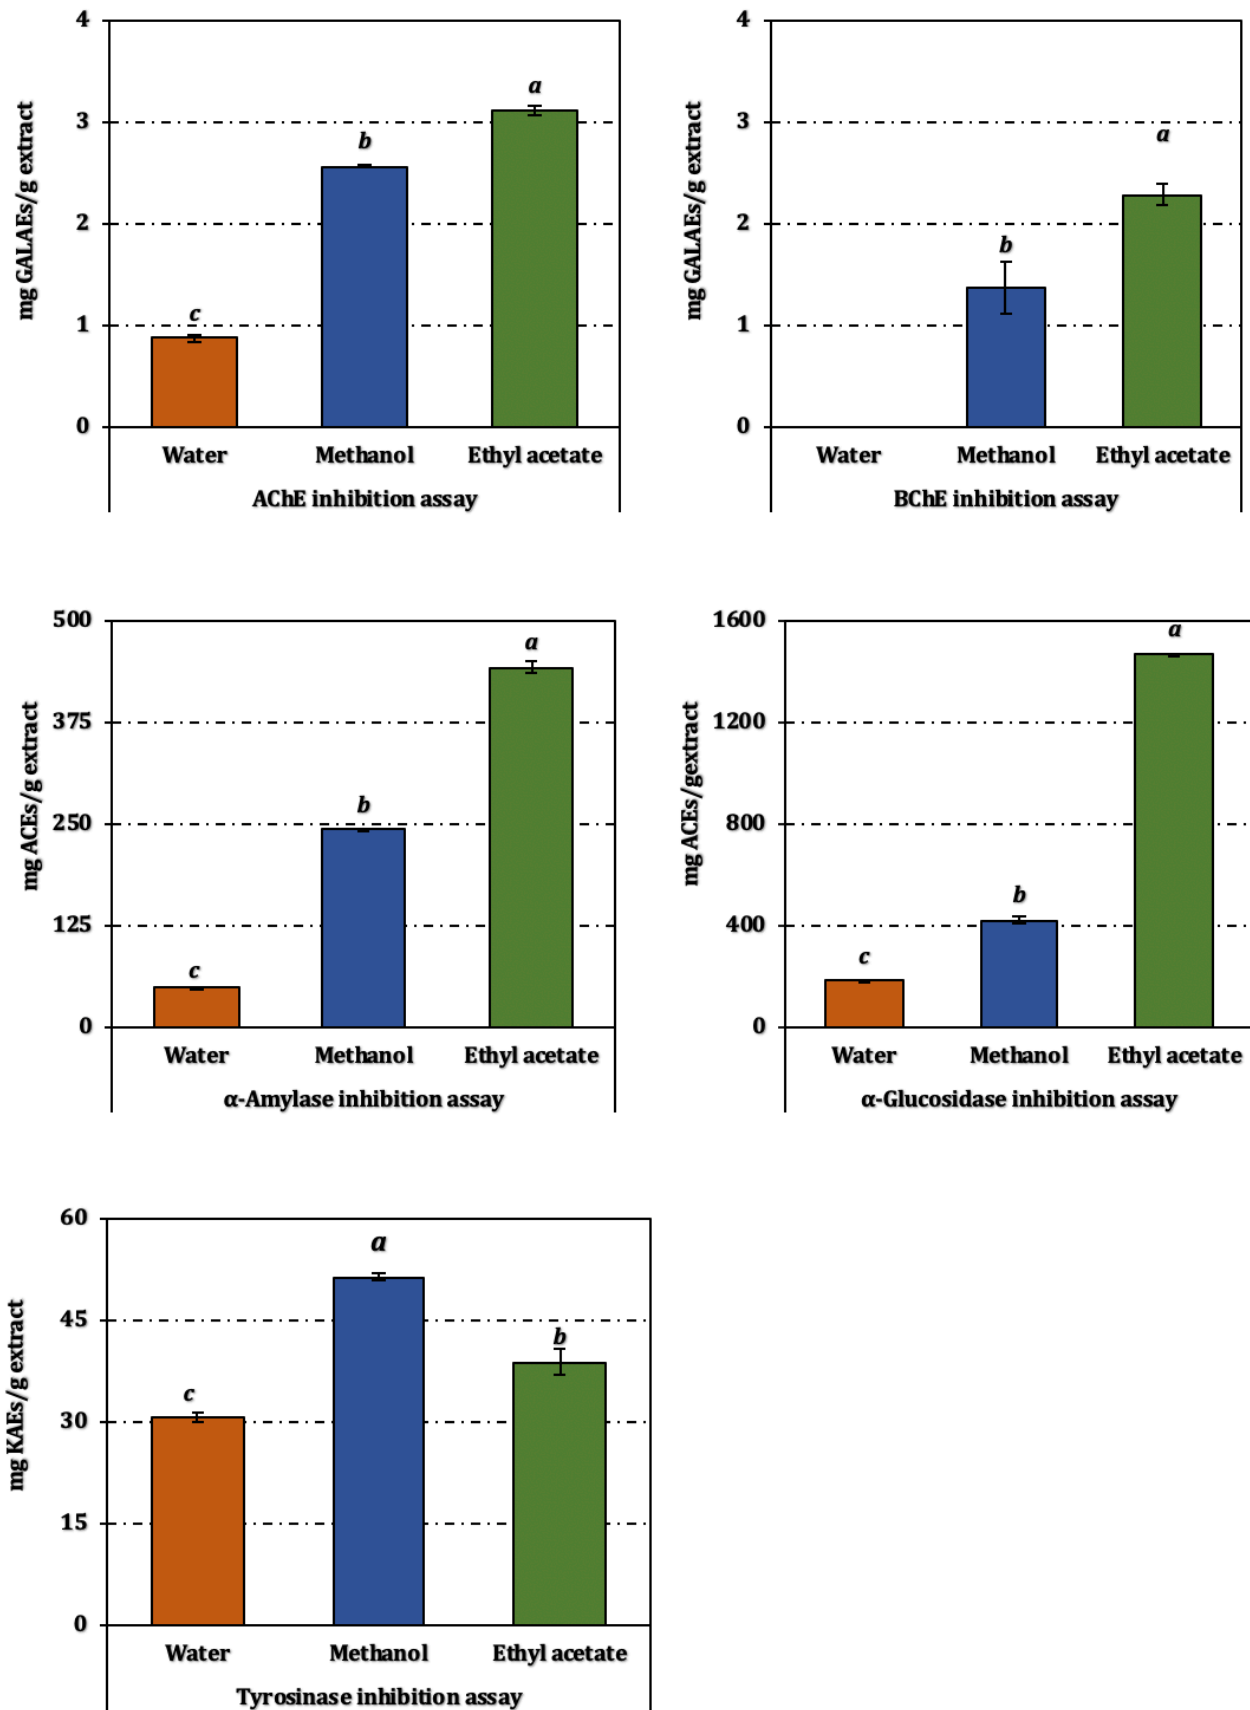 4
3
2
1
0
mg GALAEs/g extract
c
b
a
Water Methanol Ethyl acetate
AChE inhibition assay
4
3
2
1
0
mg GALAEs/g extract
b
a
Water Methanol Ethyl acetate
BChE inhibition assay
500
375
250
125
0
mg ACEs/g extract
c
b
a
Water Methanol Ethyl acetate
α-Amylase inhibition assay
1600
1200
800
400
0
mg ACEs/gextract
c
b
a
Water Methanol Ethyl acetate
α-Glucosidase inhibition assay
60
45
30
15
0
mg KAEs/g extract
c
a
b
Water Methanol Ethyl acetate
Tyrosinase inhibition assay